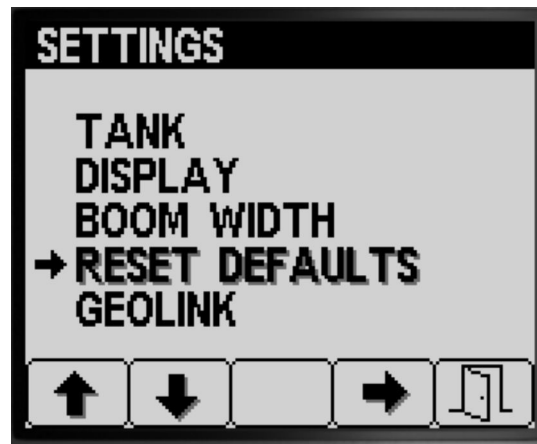 SETTINGS
TANK
DISPLAY
BOOM WIDTH
RESET DEFAULTS
GEOLINK